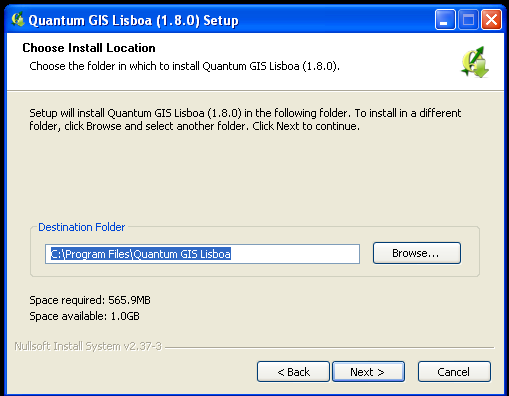 Quantum GIS Lisboa (1.8.0) Setup
Choose Install Location
Choose the folder in which to install Quantum GIS Lisboa (1.8.0).
Setup will install Quantum GIS Lisboa (1.8.0) in the following folder. To install in a different
folder, click Browse and select another folder. Click Next to continue.
Destination Folder
C:\Program Files\Quantum GIS Lisboa
Browse...
Space required: 565.9MB
Space available: 1.0GB
Nullsoft Install System v2.37-3
< Back Next > Cancel